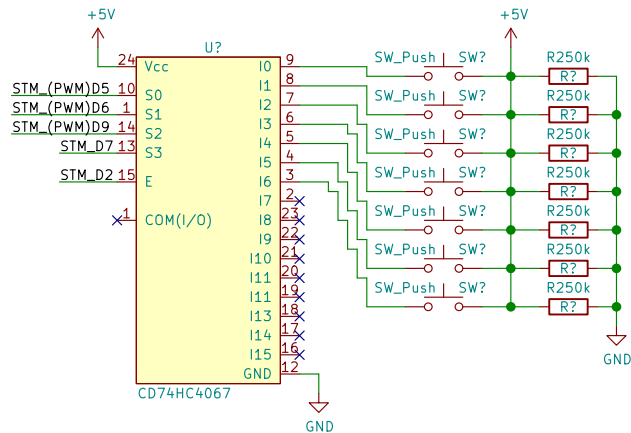 +5V
+5V
U?
24 Vcc
STM_(PWM)D5 10 S0
STM_(PWM)D6 1 S1
STM_(PWM)D9 14 S2
STM_D7 13 S3
STM_D2 15 E
1 COM(I/O)
I0 9
I1 8
I2 7
I3 6
I4 5
I5 4
I6 3
I7 2
I8 23
I9 22
I10 21
I11 20
I11 19
I13 18
I14 17
I15 16
GND 12
CD74HC4067
GND
SW_Push SW? R250k
R?
SW_Push SW? R250k
R?
SW_Push SW? R250k
R?
SW_Push SW? R250k
R?
SW_Push SW? R250k
R?
SW_Push SW? R250k
R?
SW_Push SW? R250k
R?
GND